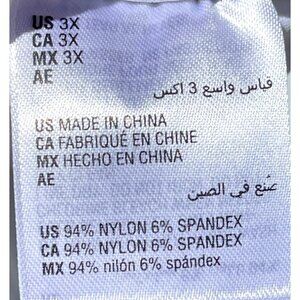 US 3X
CA 3X
MX 3X
AE
قياس واسع 3 اكس
US MADE IN CHINA
CA FABRIQUÉ EN CHINE
MX HECHO EN CHINA
AE
صنع في الصين
US 94% NYLON 6% SPANDEX
CA 94% NYLON 6% SPANDEX
MX 94% nilón 6% spándex